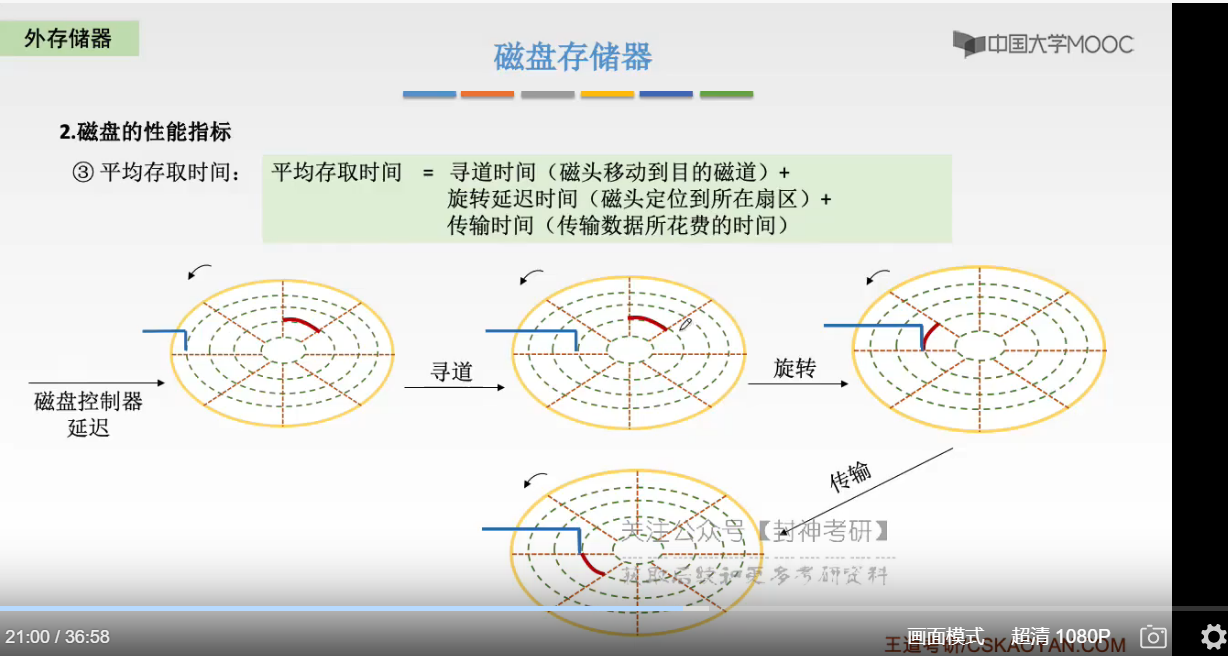 外存储器
磁盘存储器
中国大学MOOC
2.磁盘的性能指标
③ 平均存取时间：
平均存取时间 = 寻道时间（磁头移动到目的磁道）+
旋转延迟时间（磁头定位到所在扇区）+
传输时间（传输数据所花费的时间）
磁盘控制器
延迟
寻道
旋转
传输
关注公众号【封神考研】
获取后续和更多考研资料
21:00 / 36:58
画面模式
超清 1080P
王道考研/CSKAOYAN.COM